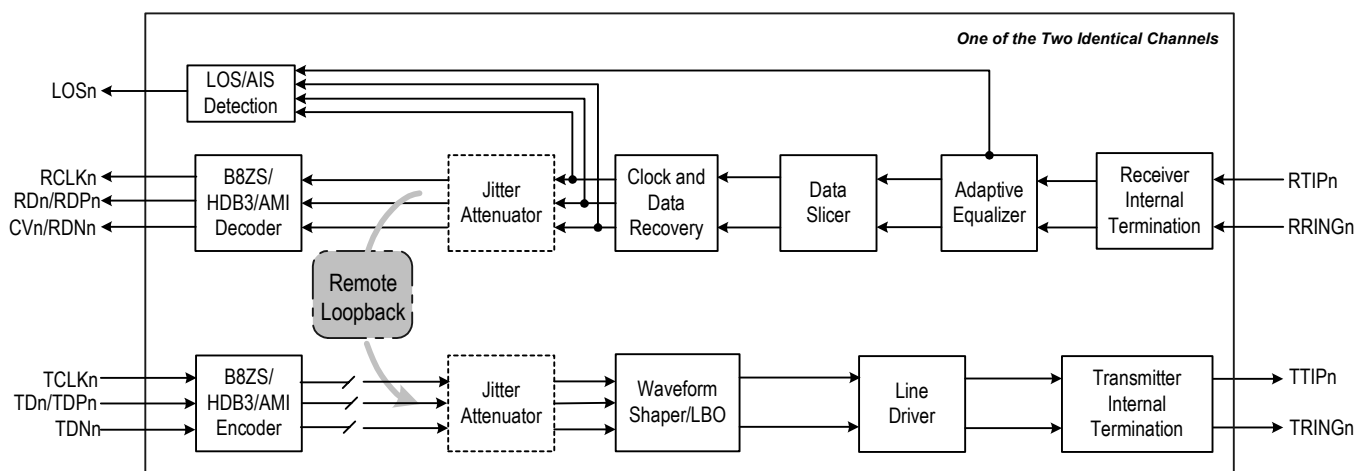 One of the Two Identical Channels
LOSn
LOS/AIS
Detection
RCLKn
RDn/RDPn
CVn/RDNn
B8ZS/
HDB3/AMI
Decoder
Jitter
Attenuator
Clock and
Data
Recovery
Data
Slicer
Adaptive
Equalizer
Receiver
Internal
Termination
RTIPn
RRINGn
Remote
Loopback
TCLKn
TDn/TDPn
TDNn
B8ZS/
HDB3/AMI
Encoder
Jitter
Attenuator
Waveform
Shaper/LBO
Line
Driver
Transmitter
Internal
Termination
TTIPn
TRINGn